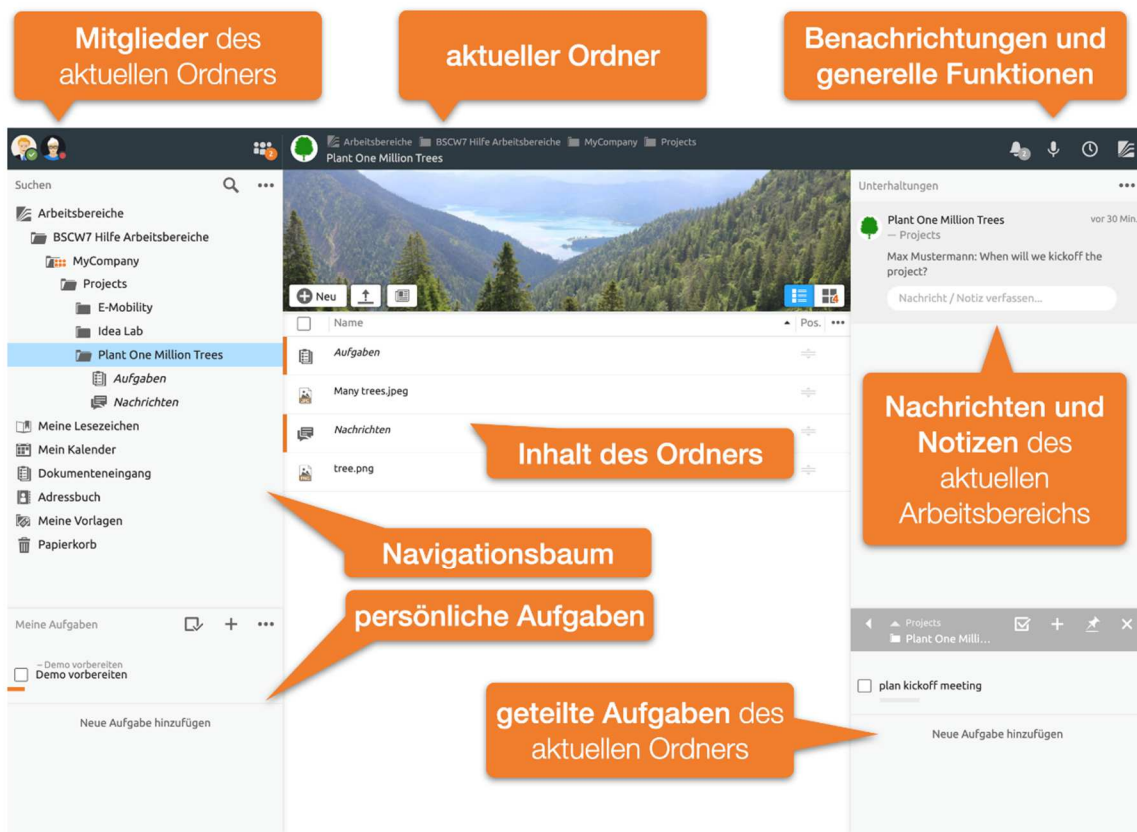 Mitglieder des
aktuellen Ordners
aktueller Ordner
Benachrichtungen und
generelle Funktionen
2
Arbeitsbereiche BSCW7 Hilfe Arbeitsbereiche MyCompany Projects
Plant One Million Trees
2
Suchen
Arbeitsbereiche
BSCW7 Hilfe Arbeitsbereiche
MyCompany
Projects
E-Mobility
Idea Lab
Plant One Million Trees
Aufgaben
Nachrichten
Meine Lesezeichen
Mein Kalender
Dokumenteneingang
Adressbuch
Meine Vorlagen
Papierkorb
Neu
Name Pos.
Aufgaben
Many trees.jpeg
Nachrichten
tree.png
Inhalt des Ordners
Navigationsbaum
persönliche Aufgaben
Unterhaltungen
Plant One Million Trees vor 30 Min.
— Projects
Max Mustermann: When will we kickoff the
project?
Nachricht / Notiz verfassen...
Nachrichten und
Notizen des
aktuellen
Arbeitsbereichs
Meine Aufgaben
– Demo vorbereiten
Demo vorbereiten
Neue Aufgabe hinzufügen
geteilte Aufgaben des
aktuellen Ordners
Projects
Plant One Milli...
plan kickoff meeting
Neue Aufgabe hinzufügen